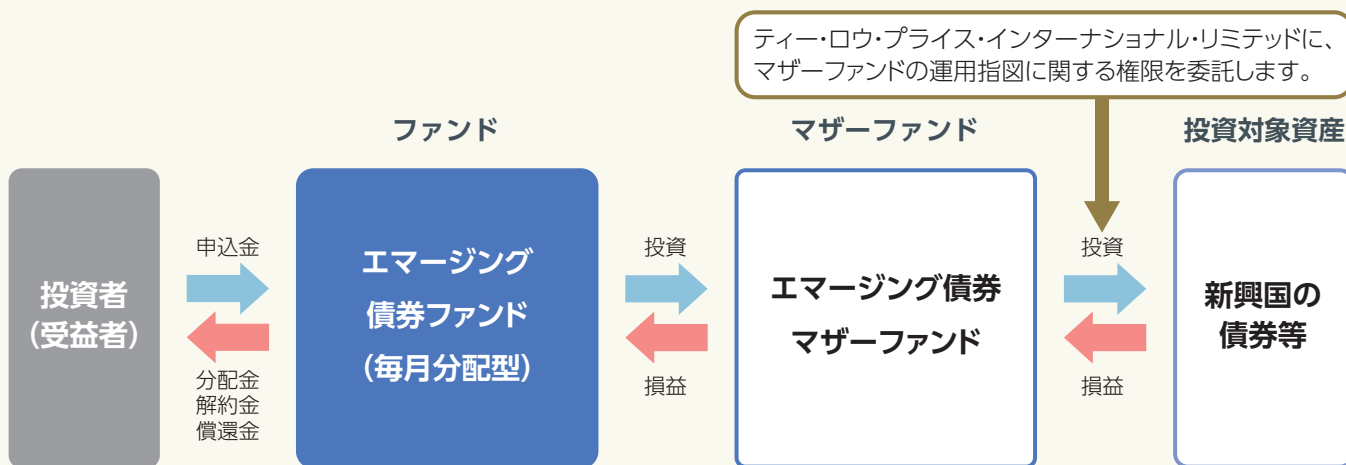 ティー・ロウ・プライス・インターナショナル・リミテッドに、
マザーファンドの運用指図に関する権限を委託します。
ファンド
マザーファンド
投資対象資産
投資者
(受益者)
申込金
分配金
解約金
償還金
エマージング
債券ファンド
(毎月分配型)
投資
損益
エマージング債券
マザーファンド
投資
損益
新興国の
債券等